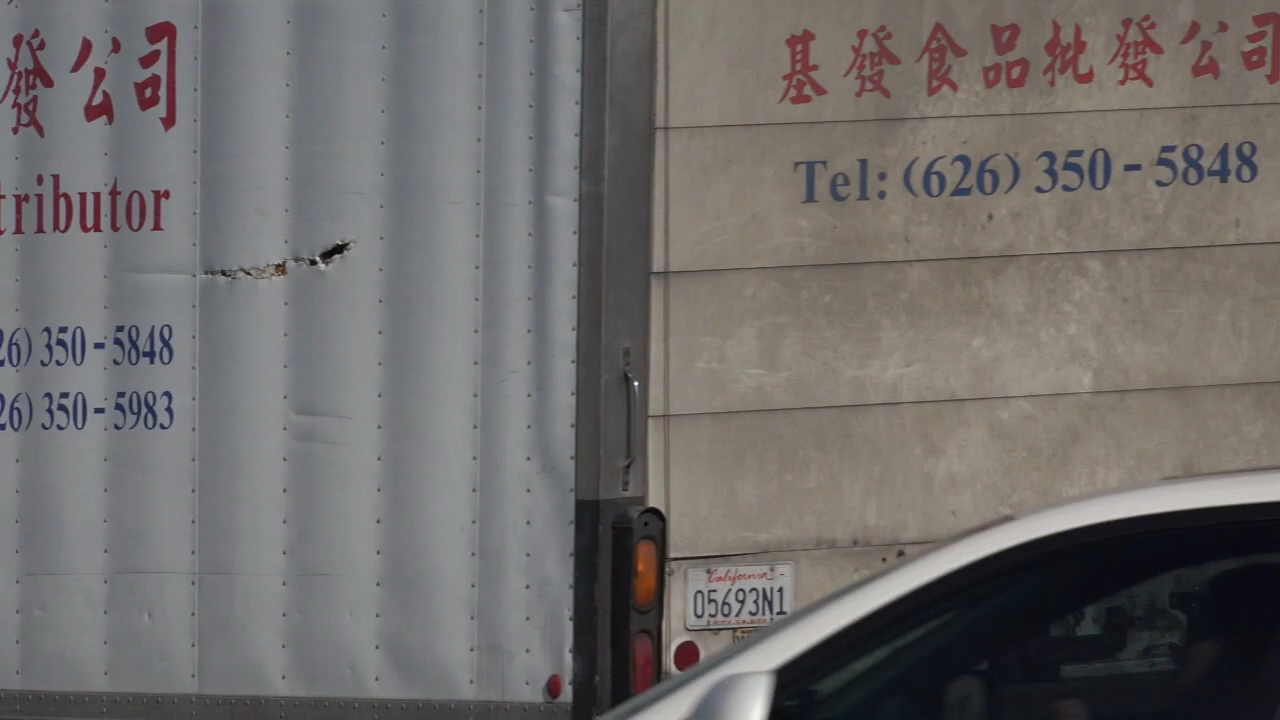 發公司
tributor
26) 350-5848
26) 350-5983
基發食品批發公司
Tel: (626) 350-5848
California
05693N1